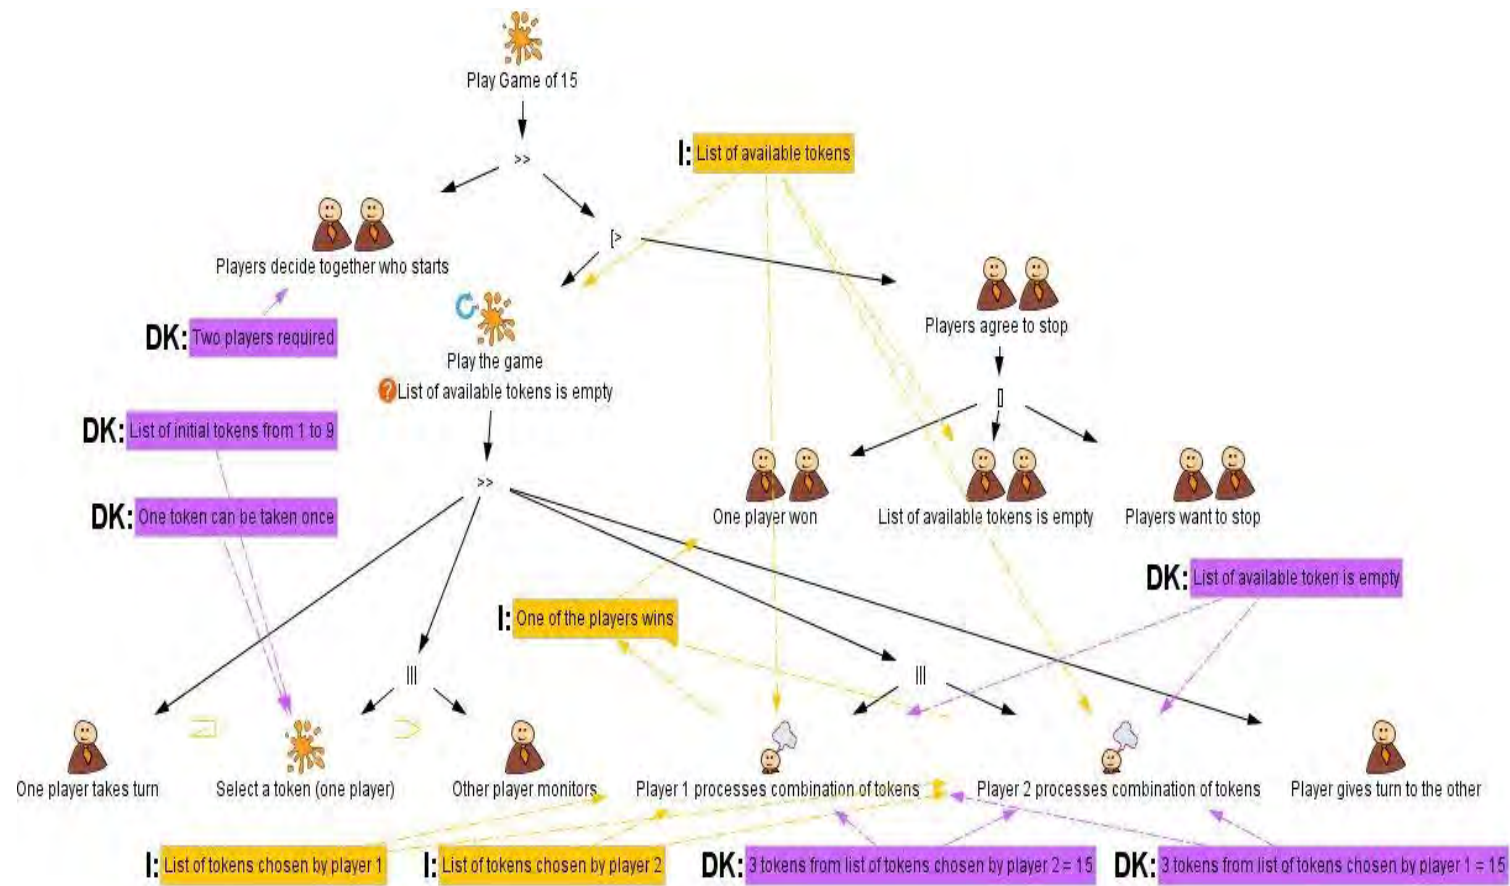 Play Game of 15
>>
I: List of available tokens
[>
Players decide together who starts
Players agree to stop
DK: Two players required
Play the game
List of available tokens is empty
[]
DK: List of initial tokens from 1 to 9
>>
DK: One token can be taken once
One player won
List of available tokens is empty
Players want to stop
DK: List of available token is empty
I: One of the players wins
|||
|||
One player takes turn
Select a token (one player)
Other player monitors
Player 1 processes combination of tokens
Player 2 processes combination of tokens
Player gives turn to the other
I: List of tokens chosen by player 1
I: List of tokens chosen by player 2
DK: 3 tokens from list of tokens chosen by player 2 = 15
DK: 3 tokens from list of tokens chosen by player 1 = 15